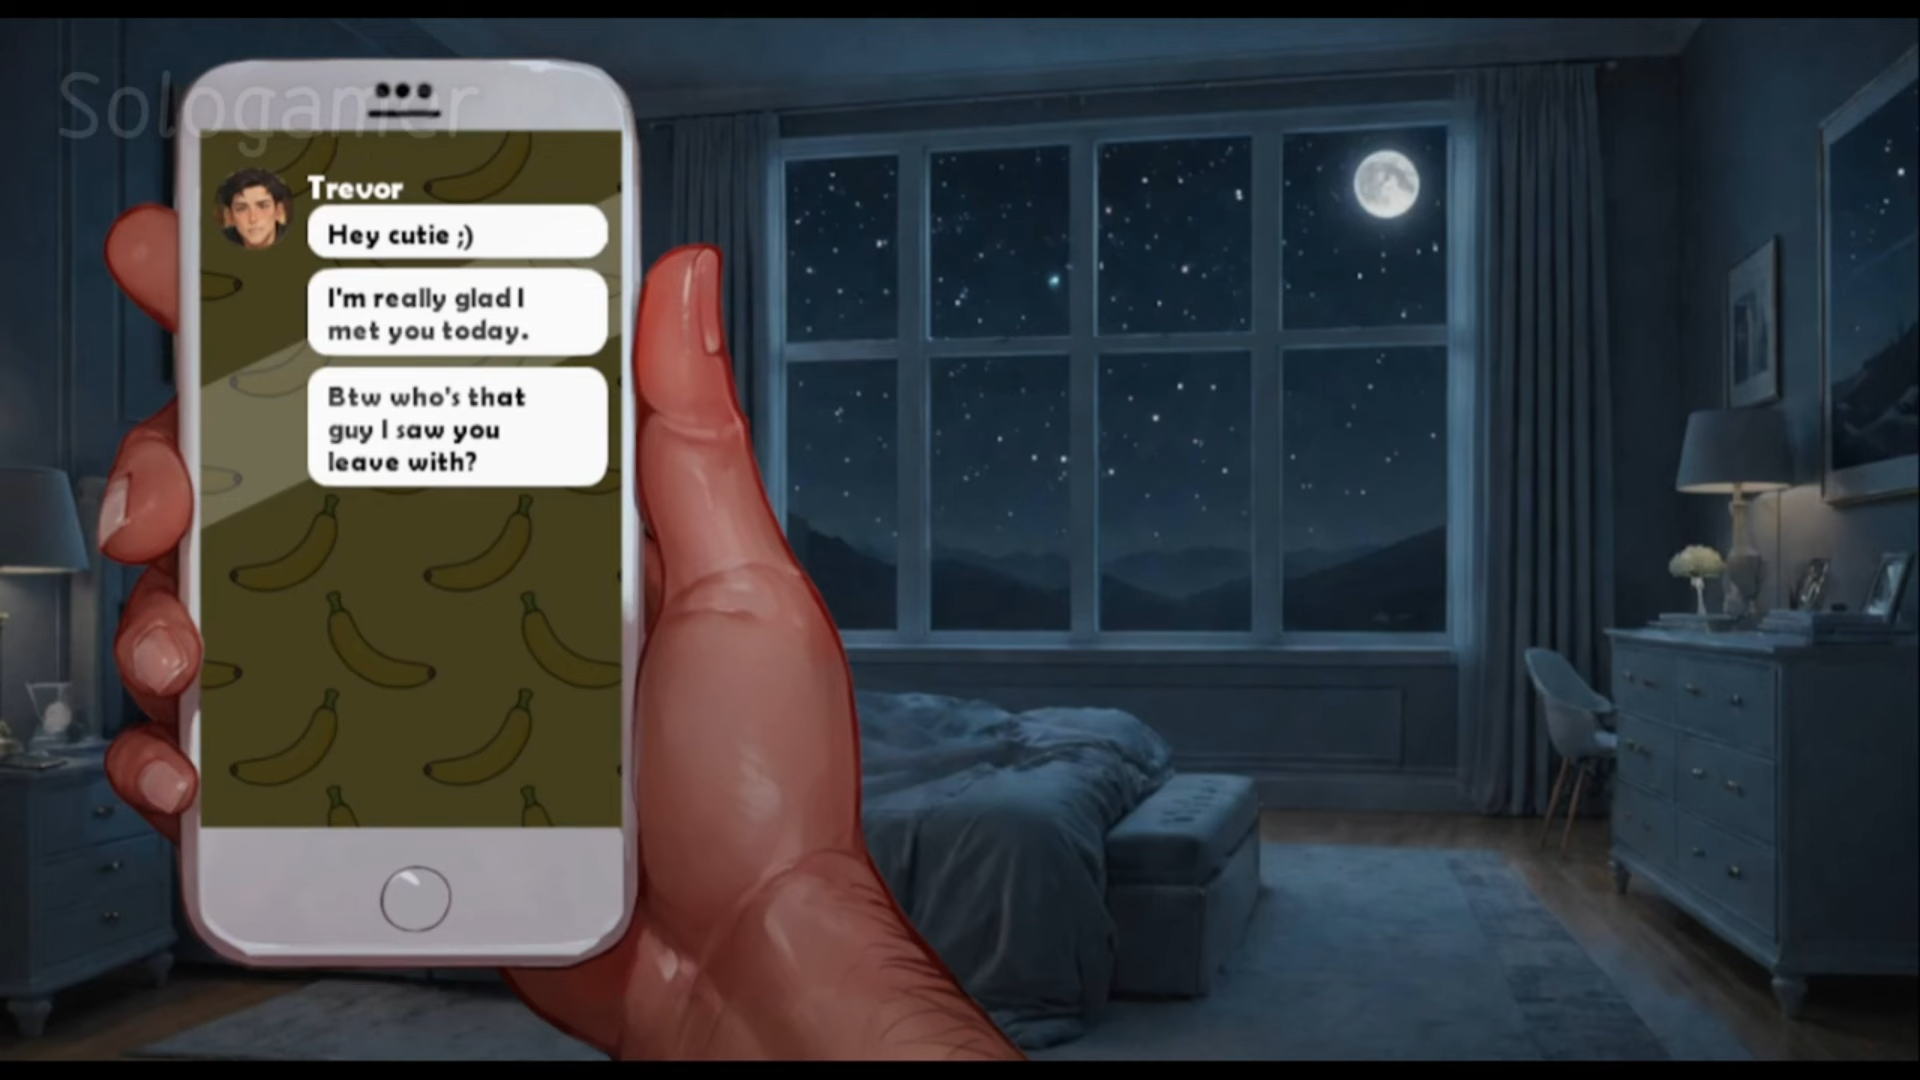 Sologamer
Trevor
Hey cutie ;)
I'm really glad I
met you today.
Btw who's that
guy I saw you
leave with?